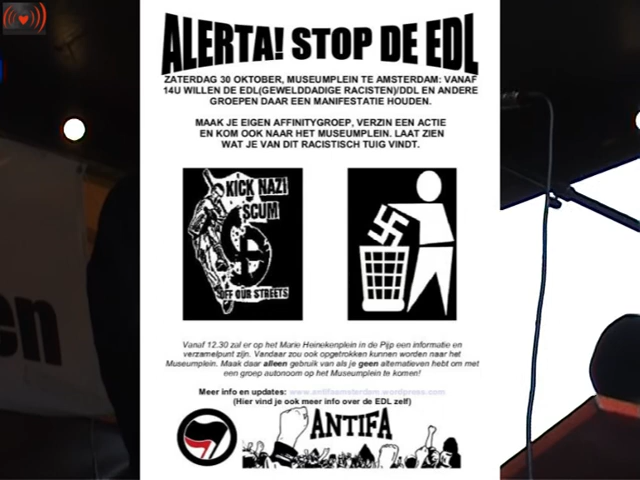 ALERTA! STOP DE EDL
ZATERDAG 30 OKTOBER, MUSEUMPLEIN TE AMSTERDAM: VANAF
14U WILLEN DE EDL(GEWELDDADIGE RACISTEN)/DDL EN ANDERE
GROEPEN DAAR EEN MANIFESTATIE HOUDEN.
MAAK JE EIGEN AFFINITYGROEP, VERZIN EEN ACTIE
EN KOM OOK NAAR HET MUSEUMPLEIN. LAAT ZIEN
WAT JE VAN DIT RACISTISCH TUIG VINDT.
KICK NAZI
SCUM
OFF OUR STREETS
Vanaf 12.30 zal er op het Marie Heinekenplein in de Pijp een informatie en
verzamelpunt zijn. Vandaar zou ook opgetrokken kunnen worden naar het
Museumplein. Maak daar alleen gebruik van als je geen alternatieven hebt om met
een groep autonoom op het Museumplein te komen!
Meer info en updates: www.antifaamsterdam.wordpress.com
(Hier vind je ook meer info over de EDL zelf)
ANTIFA
en